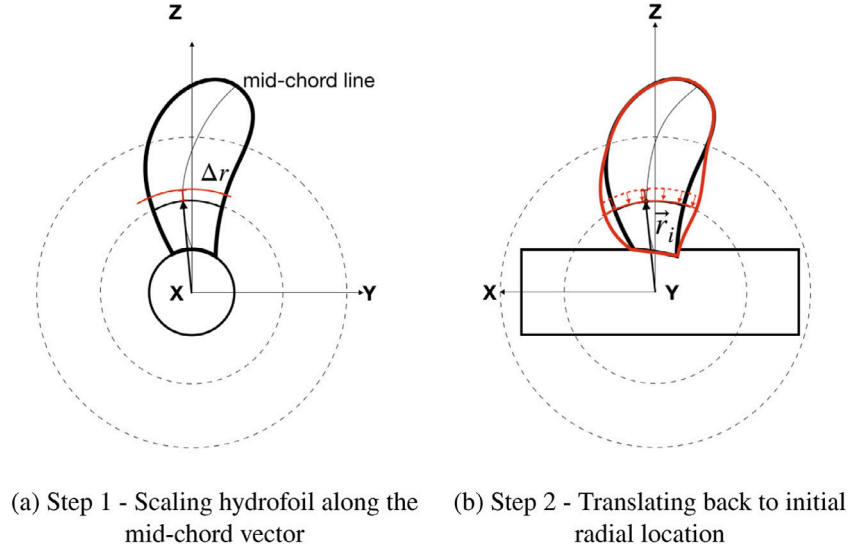 Z
mid-chord line
Δr
X
Y
Z
r⃗i
X
Y
(a) Step 1 - Scaling hydrofoil along the
mid-chord vector
(b) Step 2 - Translating back to initial
radial location